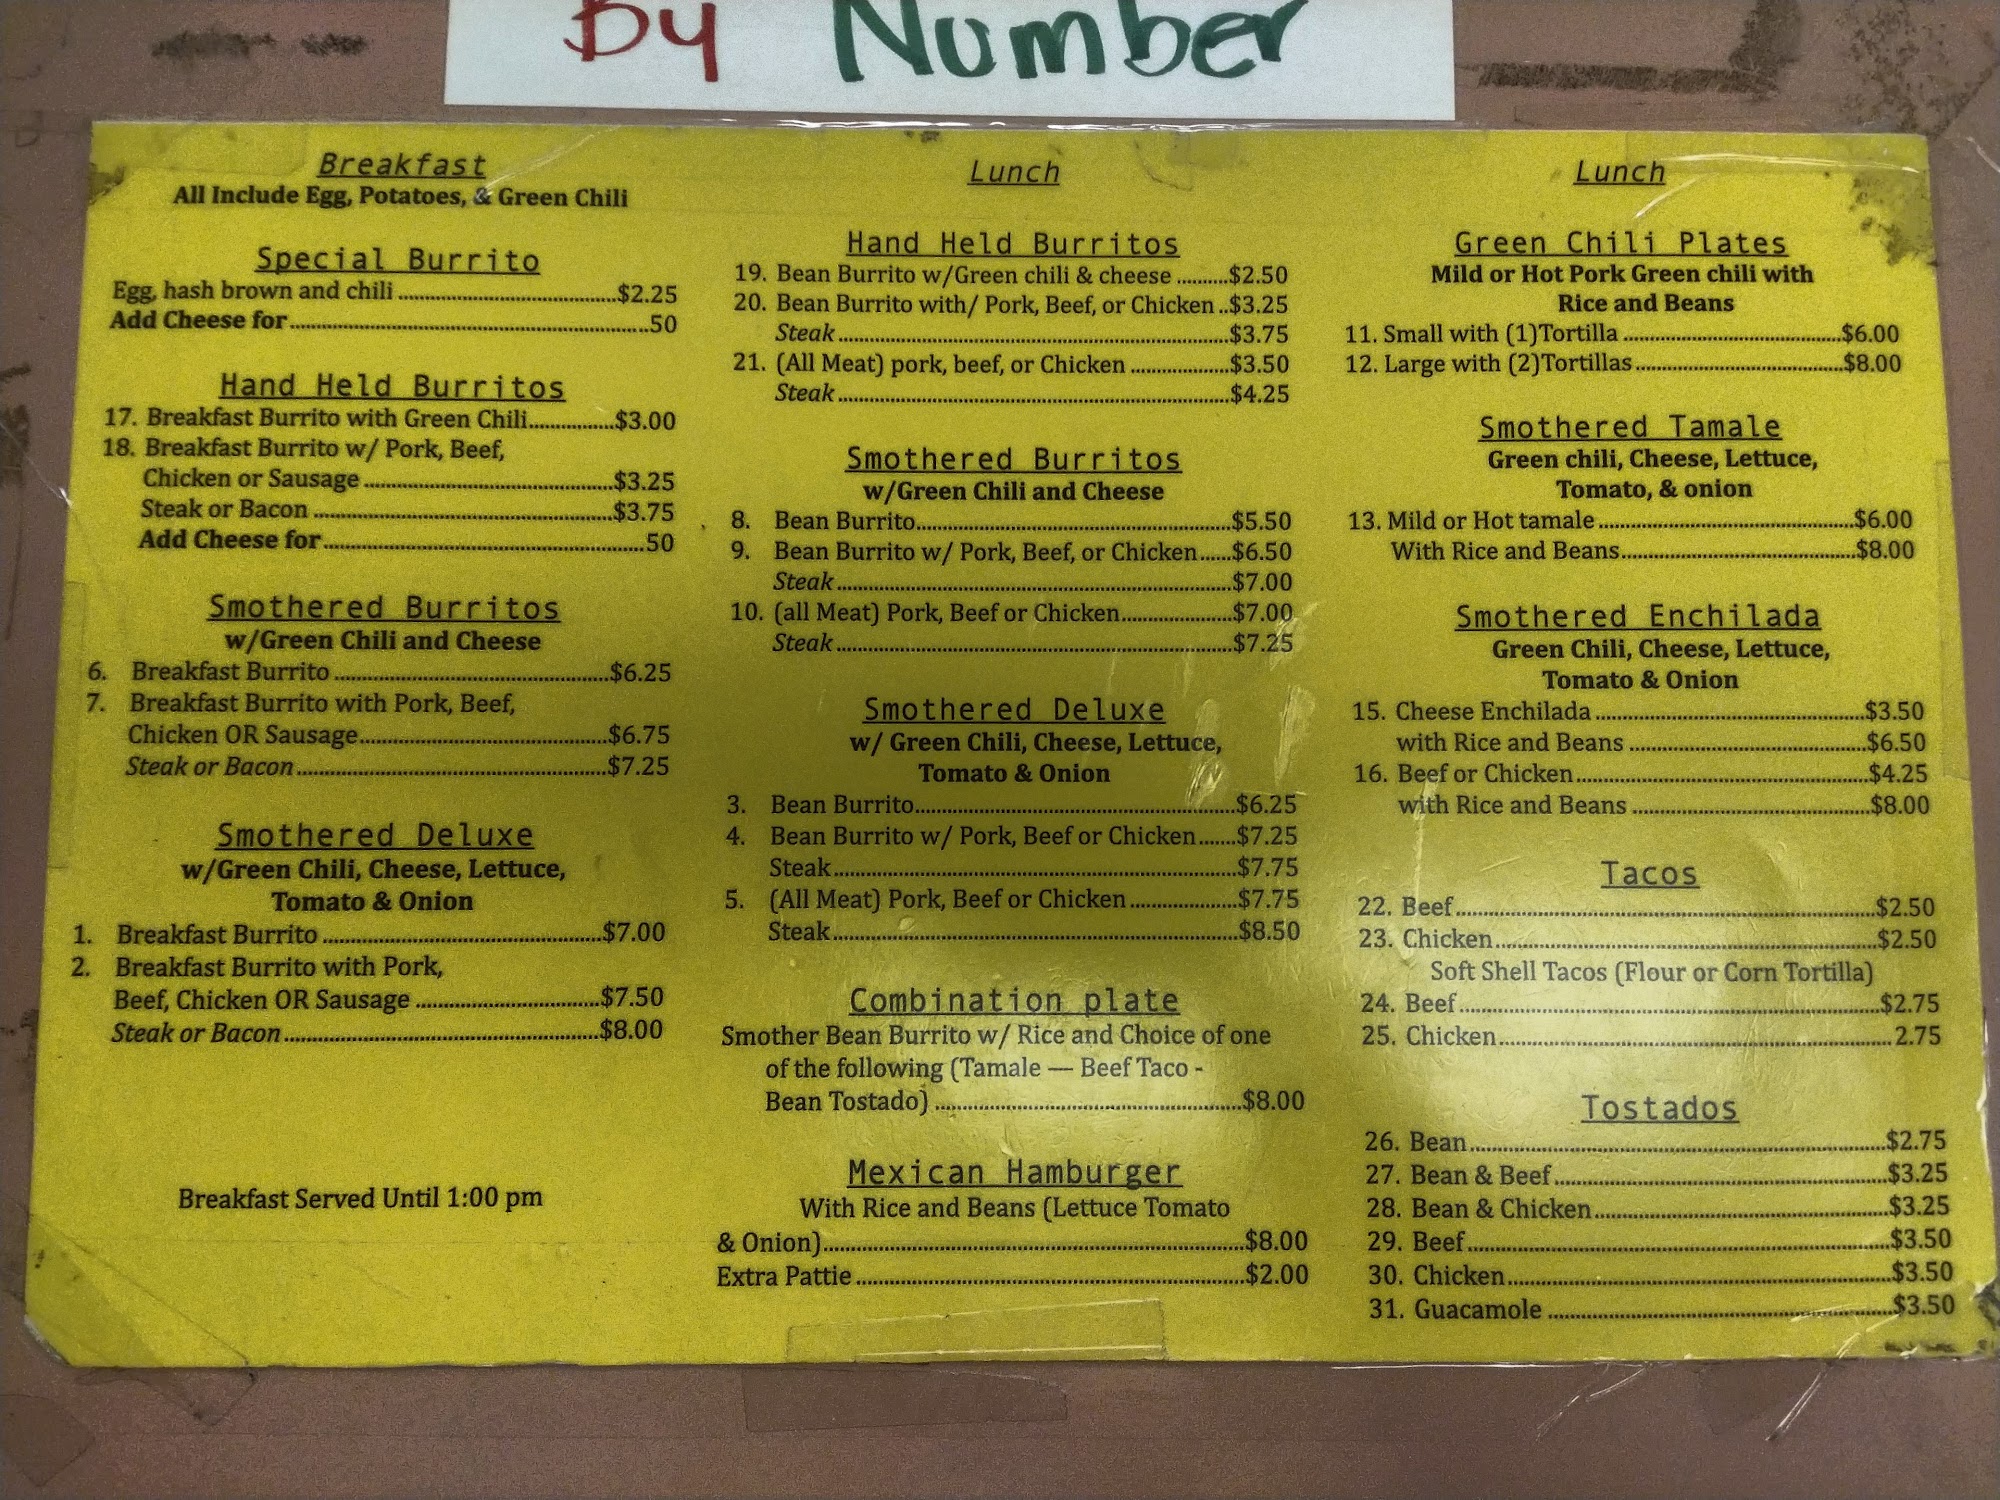 By Number
Breakfast
All Include Egg, Potatoes, & Green Chili
Special Burrito
Egg, hash brown and chili ........ $2.25
Add Cheese for ........ .50
Hand Held Burritos
17. Breakfast Burrito with Green Chili ........ $3.00
18. Breakfast Burrito w/ Pork, Beef,
Chicken or Sausage ........ $3.25
Steak or Bacon ........ $3.75
Add Cheese for ........ .50
Smothered Burritos
w/Green Chili and Cheese
6. Breakfast Burrito ........ $6.25
7. Breakfast Burrito with Pork, Beef,
Chicken OR Sausage ........ $6.75
Steak or Bacon ........ $7.25
Smothered Deluxe
w/Green Chili, Cheese, Lettuce,
Tomato & Onion
1. Breakfast Burrito ........ $7.00
2. Breakfast Burrito with Pork,
Beef, Chicken OR Sausage ........ $7.50
Steak or Bacon ........ $8.00
Breakfast Served Until 1:00 pm
Lunch
Hand Held Burritos
19. Bean Burrito w/Green chili & cheese ........ $2.50
20. Bean Burrito with/ Pork, Beef, or Chicken ..$3.25
Steak ........ $3.75
21. (All Meat) pork, beef, or Chicken ........ $3.50
Steak ........ $4.25
Smothered Burritos
w/Green Chili and Cheese
8. Bean Burrito ........ $5.50
9. Bean Burrito w/ Pork, Beef, or Chicken ...... $6.50
Steak ........ $7.00
10. (all Meat) Pork, Beef or Chicken ........ $7.00
Steak ........ $7.25
Smothered Deluxe
w/ Green Chili, Cheese, Lettuce,
Tomato & Onion
3. Bean Burrito ........ $6.25
4. Bean Burrito w/ Pork, Beef or Chicken ....... $7.25
Steak ........ $7.75
5. (All Meat) Pork, Beef or Chicken ........ $7.75
Steak ........ $8.50
Combination plate
Smother Bean Burrito w/ Rice and Choice of one
of the following (Tamale — Beef Taco -
Bean Tostado) ........ $8.00
Mexican Hamburger
With Rice and Beans (Lettuce Tomato
& Onion) ........ $8.00
Extra Pattie ........ $2.00
Lunch
Green Chili Plates
Mild or Hot Pork Green chili with
Rice and Beans
11. Small with (1)Tortilla ........ $6.00
12. Large with (2)Tortillas ........ $8.00
Smothered Tamale
Green chili, Cheese, Lettuce,
Tomato, & onion
13. Mild or Hot tamale ........ $6.00
With Rice and Beans ........ $8.00
Smothered Enchilada
Green Chili, Cheese, Lettuce,
Tomato & Onion
15. Cheese Enchilada ........ $3.50
with Rice and Beans ........ $6.50
16. Beef or Chicken ........ $4.25
with Rice and Beans ........ $8.00
Tacos
22. Beef ........ $2.50
23. Chicken ........ $2.50
Soft Shell Tacos (Flour or Corn Tortilla)
24. Beef ........ $2.75
25. Chicken ........ 2.75
Tostados
26. Bean ........ $2.75
27. Bean & Beef ........ $3.25
28. Bean & Chicken ........ $3.25
29. Beef ........ $3.50
30. Chicken ........ $3.50
31. Guacamole ........ $3.50